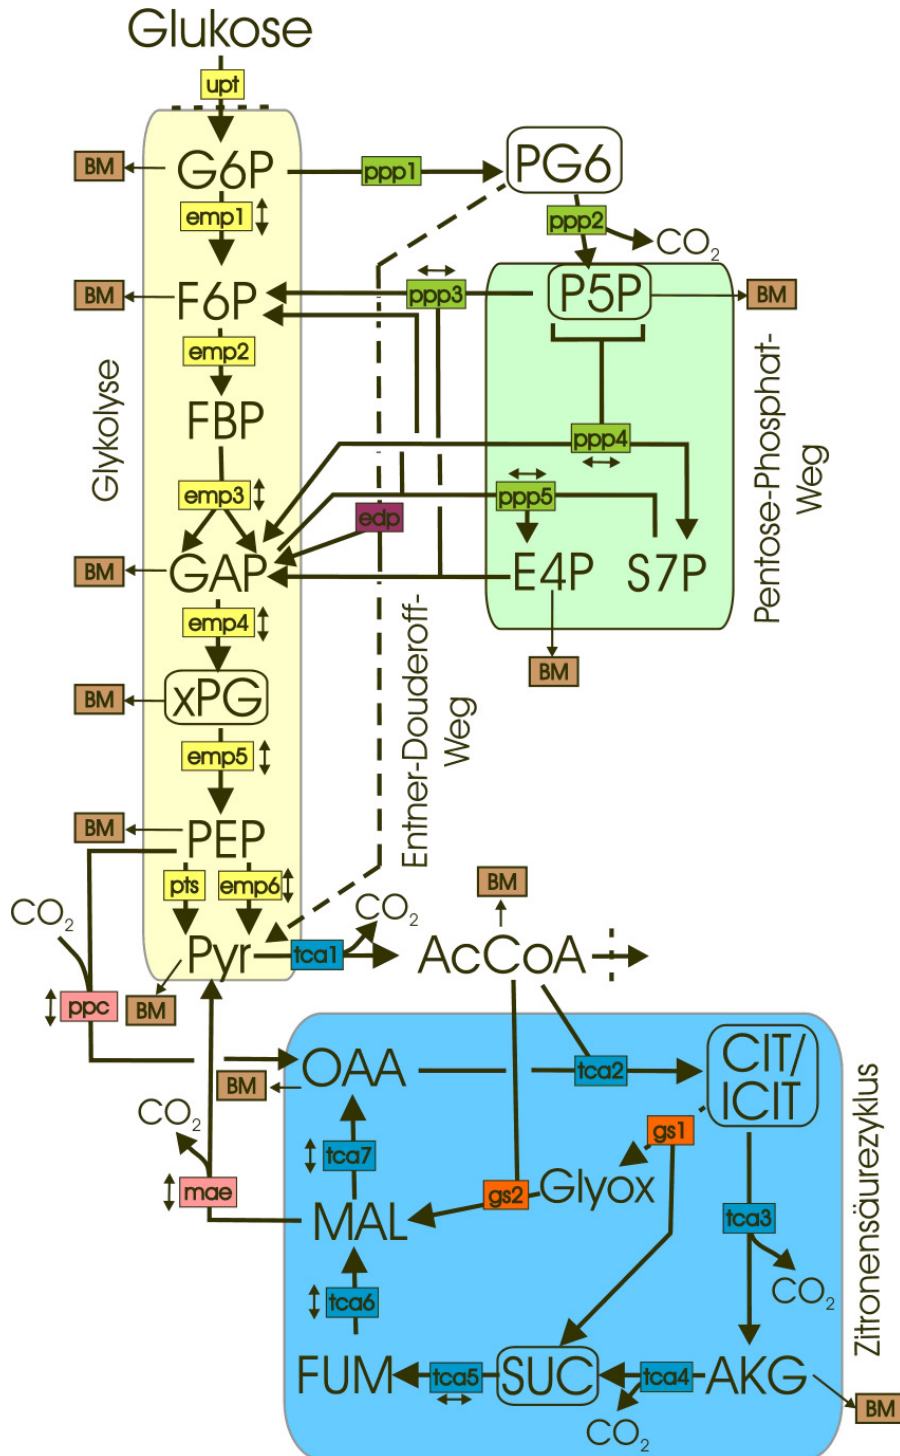 Glukose
upt
BM
G6P
ppp1
PG6
emp1
ppp2
CO2
BM
F6P
ppp3
P5P
BM
emp2
FBP
ppp4
Glykolyse
emp3
ppp5
edp
BM
GAP
E4P
S7P
Pentose-Phosphat-
Weg
emp4
BM
BM
xPG
emp5
Entner-Douderoff-
Weg
BM
PEP
pts
emp6
BM
CO2
CO2
Pyr
tca1
AcCoA
ppc
BM
OAA
tca2
CIT/
ICIT
BM
CO2
gs1
tca7
mae
gs2
Glyox
MAL
tca3
CO2
tca6
Zitronensäurezyklus
FUM
tca5
SUC
tca4
AKG
BM
CO2